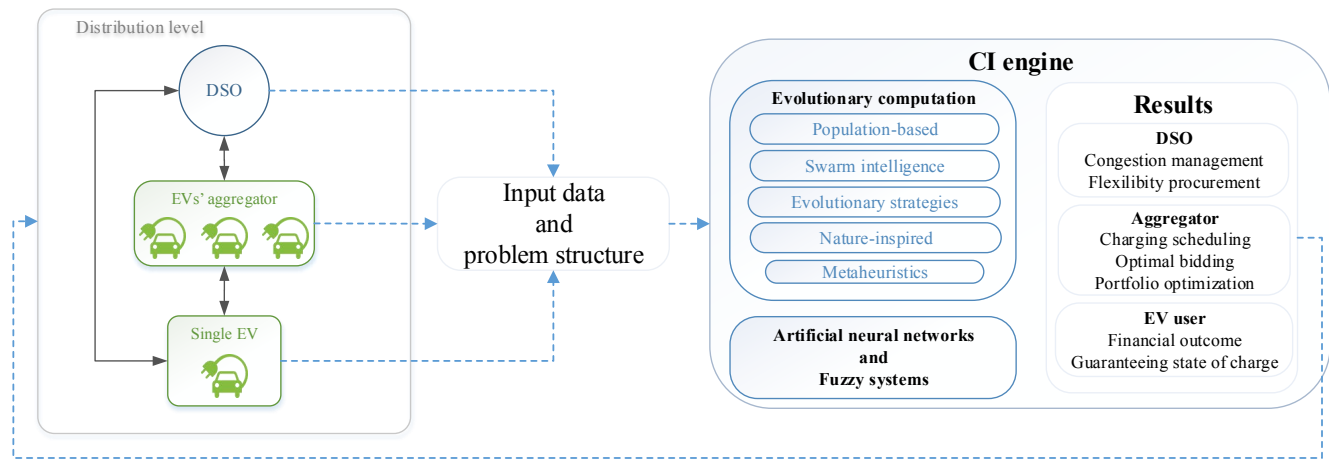 Distribution level
DSO
EVs’ aggregator
Single EV
Input data
and
problem structure
CI engine
Evolutionary computation
Population-based
Swarm intelligence
Evolutionary strategies
Nature-inspired
Metaheuristics
Artificial neural networks
and
Fuzzy systems
Results
DSO
Congestion management
Flexilibity procurement
Aggregator
Charging scheduling
Optimal bidding
Portfolio optimization
EV user
Financial outcome
Guaranteeing state of charge